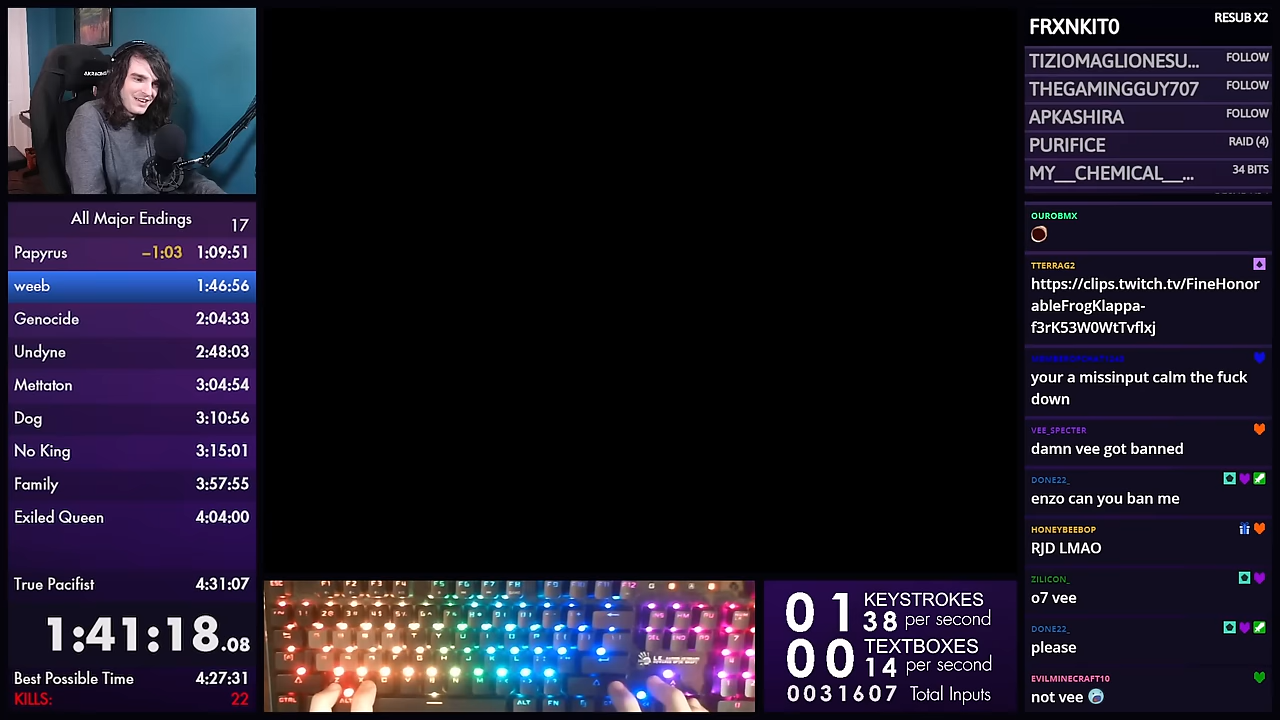 All Major Endings
17
Papyrus −1:03 1:09:51
weeb 1:46:56
Genocide 2:04:33
Undyne 2:48:03
Mettaton 3:04:54
Dog 3:10:56
No King 3:15:01
Family 3:57:55
Exiled Queen 4:04:00
True Pacifist 4:31:07
1:41:18.08
Best Possible Time 4:27:31
KILLS: 22
01 KEYSTROKES
38 per second
00 TEXTBOXES
14 per second
0031607 Total Inputs
FRXNKIT0 RESUB X2
TIZIOMAGLIONESU... FOLLOW
THEGAMINGGUY707 FOLLOW
APKASHIRA FOLLOW
PURIFICE RAID (4)
MY__CHEMICAL__... 34 BITS
OUROBMX
TTERRAG2
https://clips.twitch.tv/FineHonor
ableFrogKlappa-
f3rK53W0WtTvflxj
your a missinput calm the fuck
down
VEE_SPECTER
damn vee got banned
DONE22_
enzo can you ban me
HONEYBEEBOP
RJD LMAO
ZILICON_
o7 vee
DONE22_
please
EVILMINECRAFT10
not vee